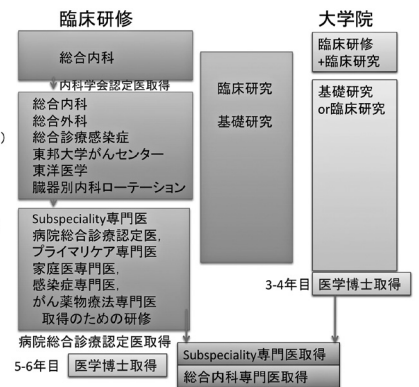 臨床研修
総合内科
内科学会認定医取得
)
総合内科
総合外科
総合診療感染症
東邦大学がんセンター
東洋医学
臓器別内科ローテーション
Subspeciality専門医
病院総合診療認定医,
プライマリケア専門医
家庭医専門医,
感染症専門医,
がん薬物療法専門医
取得のための研修
病院総合診療認定医取得
5-6年目
医学博士取得
臨床研究
基礎研究
大学院
臨床研修
+臨床研究
基礎研究
or臨床研究
3-4年目
医学博士取得
Subspeciality専門医取得
総合内科専門医取得